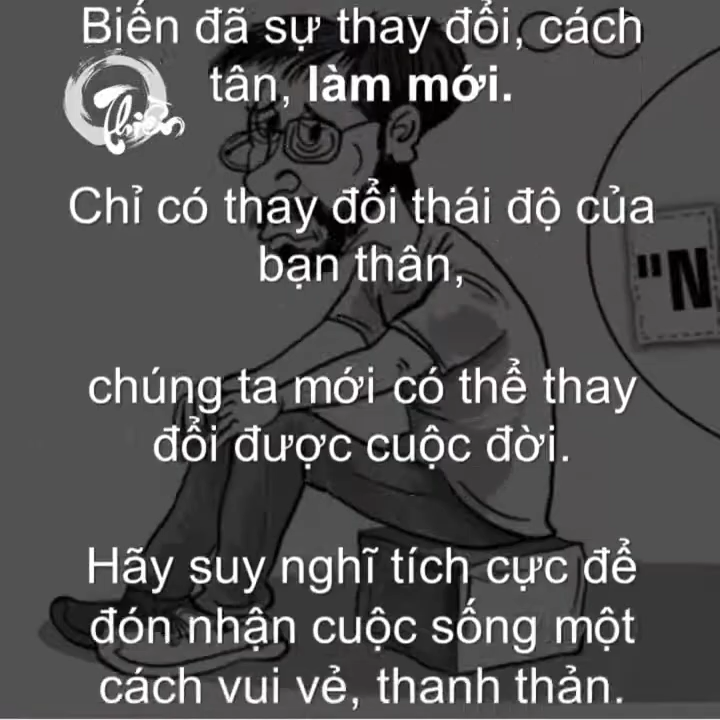 Biến đã sự thay đổi, cách
tân, làm mới.
Thiền
Chỉ có thay đổi thái độ của
bạn thân,
chúng ta mới có thể thay
đổi được cuộc đời.
"N
Hãy suy nghĩ tích cực để
đón nhận cuộc sống một
cách vui vẻ, thanh thản.